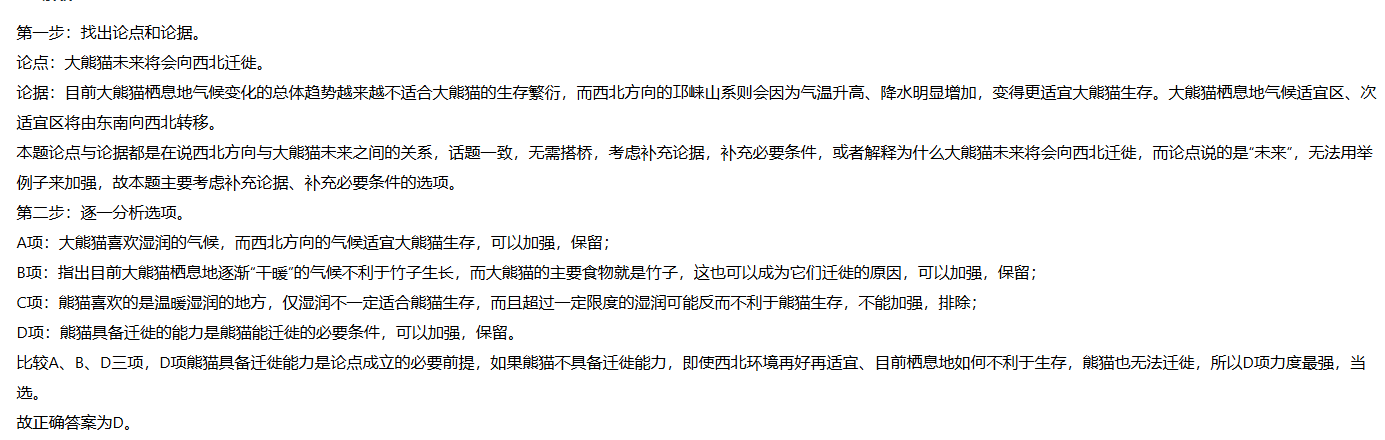 第一步：找出论点和论据。
论点：大熊猫未来将会向西北迁徙。
论据：目前大熊猫栖息地气候变化的总体趋势越来越不适合大熊猫的生存繁衍，而西北方向的邛崃山系则会因为气温升高、降水明显增加，变得更适宜大熊猫生存。大熊猫栖息地气候适宜区、次
适宜区将由东南向西北转移。
本题论点与论据都是在说西北方向与大熊猫未来之间的关系，话题一致，无需搭桥，考虑补充论据，补充必要条件，或者解释为什么大熊猫未来将会向西北迁徙，而论点说的是“未来”，无法用举
例子来加强，故本题主要考虑补充论据、补充必要条件的选项。
第二步：逐一分析选项。
A项：大熊猫喜欢湿润的气候，而西北方向的气候适宜大熊猫生存，可以加强，保留；
B项：指出目前大熊猫栖息地逐渐“干暖”的气候不利于竹子生长，而大熊猫的主要食物就是竹子，这也可以成为它们迁徙的原因，可以加强，保留；
C项：熊猫喜欢的是温暖湿润的地方，仅湿润不一定适合熊猫生存，而且超过一定限度的湿润可能反而不利于熊猫生存，不能加强，排除；
D项：熊猫具备迁徙的能力是熊猫能迁徙的必要条件，可以加强，保留。
比较A、B、D三项，D项熊猫具备迁徙能力是论点成立的必要前提，如果熊猫不具备迁徙能力，即使西北环境再好再适宜、目前栖息地如何不利于生存，熊猫也无法迁徙，所以D项力度最强，当
选。
故正确答案为D。